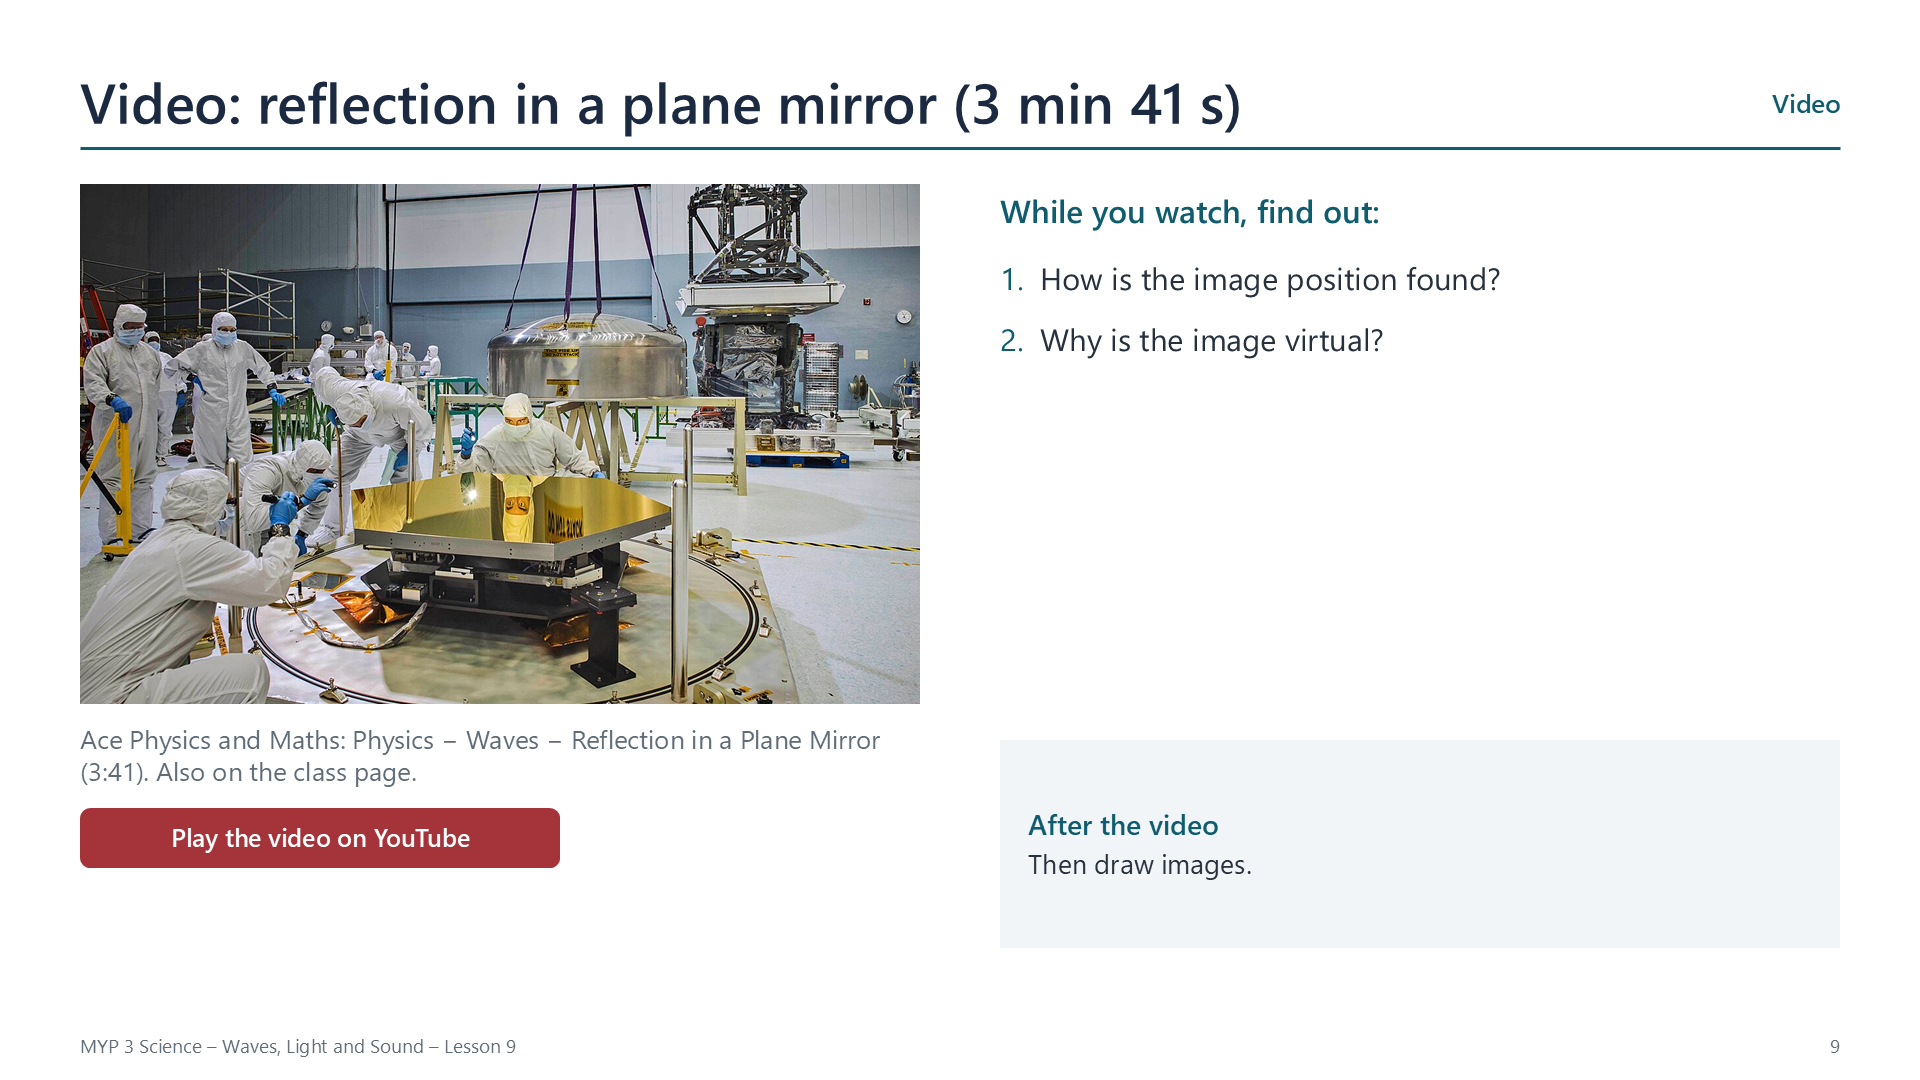 Video: reflection in a plane mirror (3 min 41 s)
Video
While you watch, find out:
1. How is the image position found?
2. Why is the image virtual?
Ace Physics and Maths: Physics – Waves – Reflection in a Plane Mirror
(3:41). Also on the class page.
Play the video on YouTube
After the video
Then draw images.
MYP 3 Science – Waves, Light and Sound – Lesson 9
9